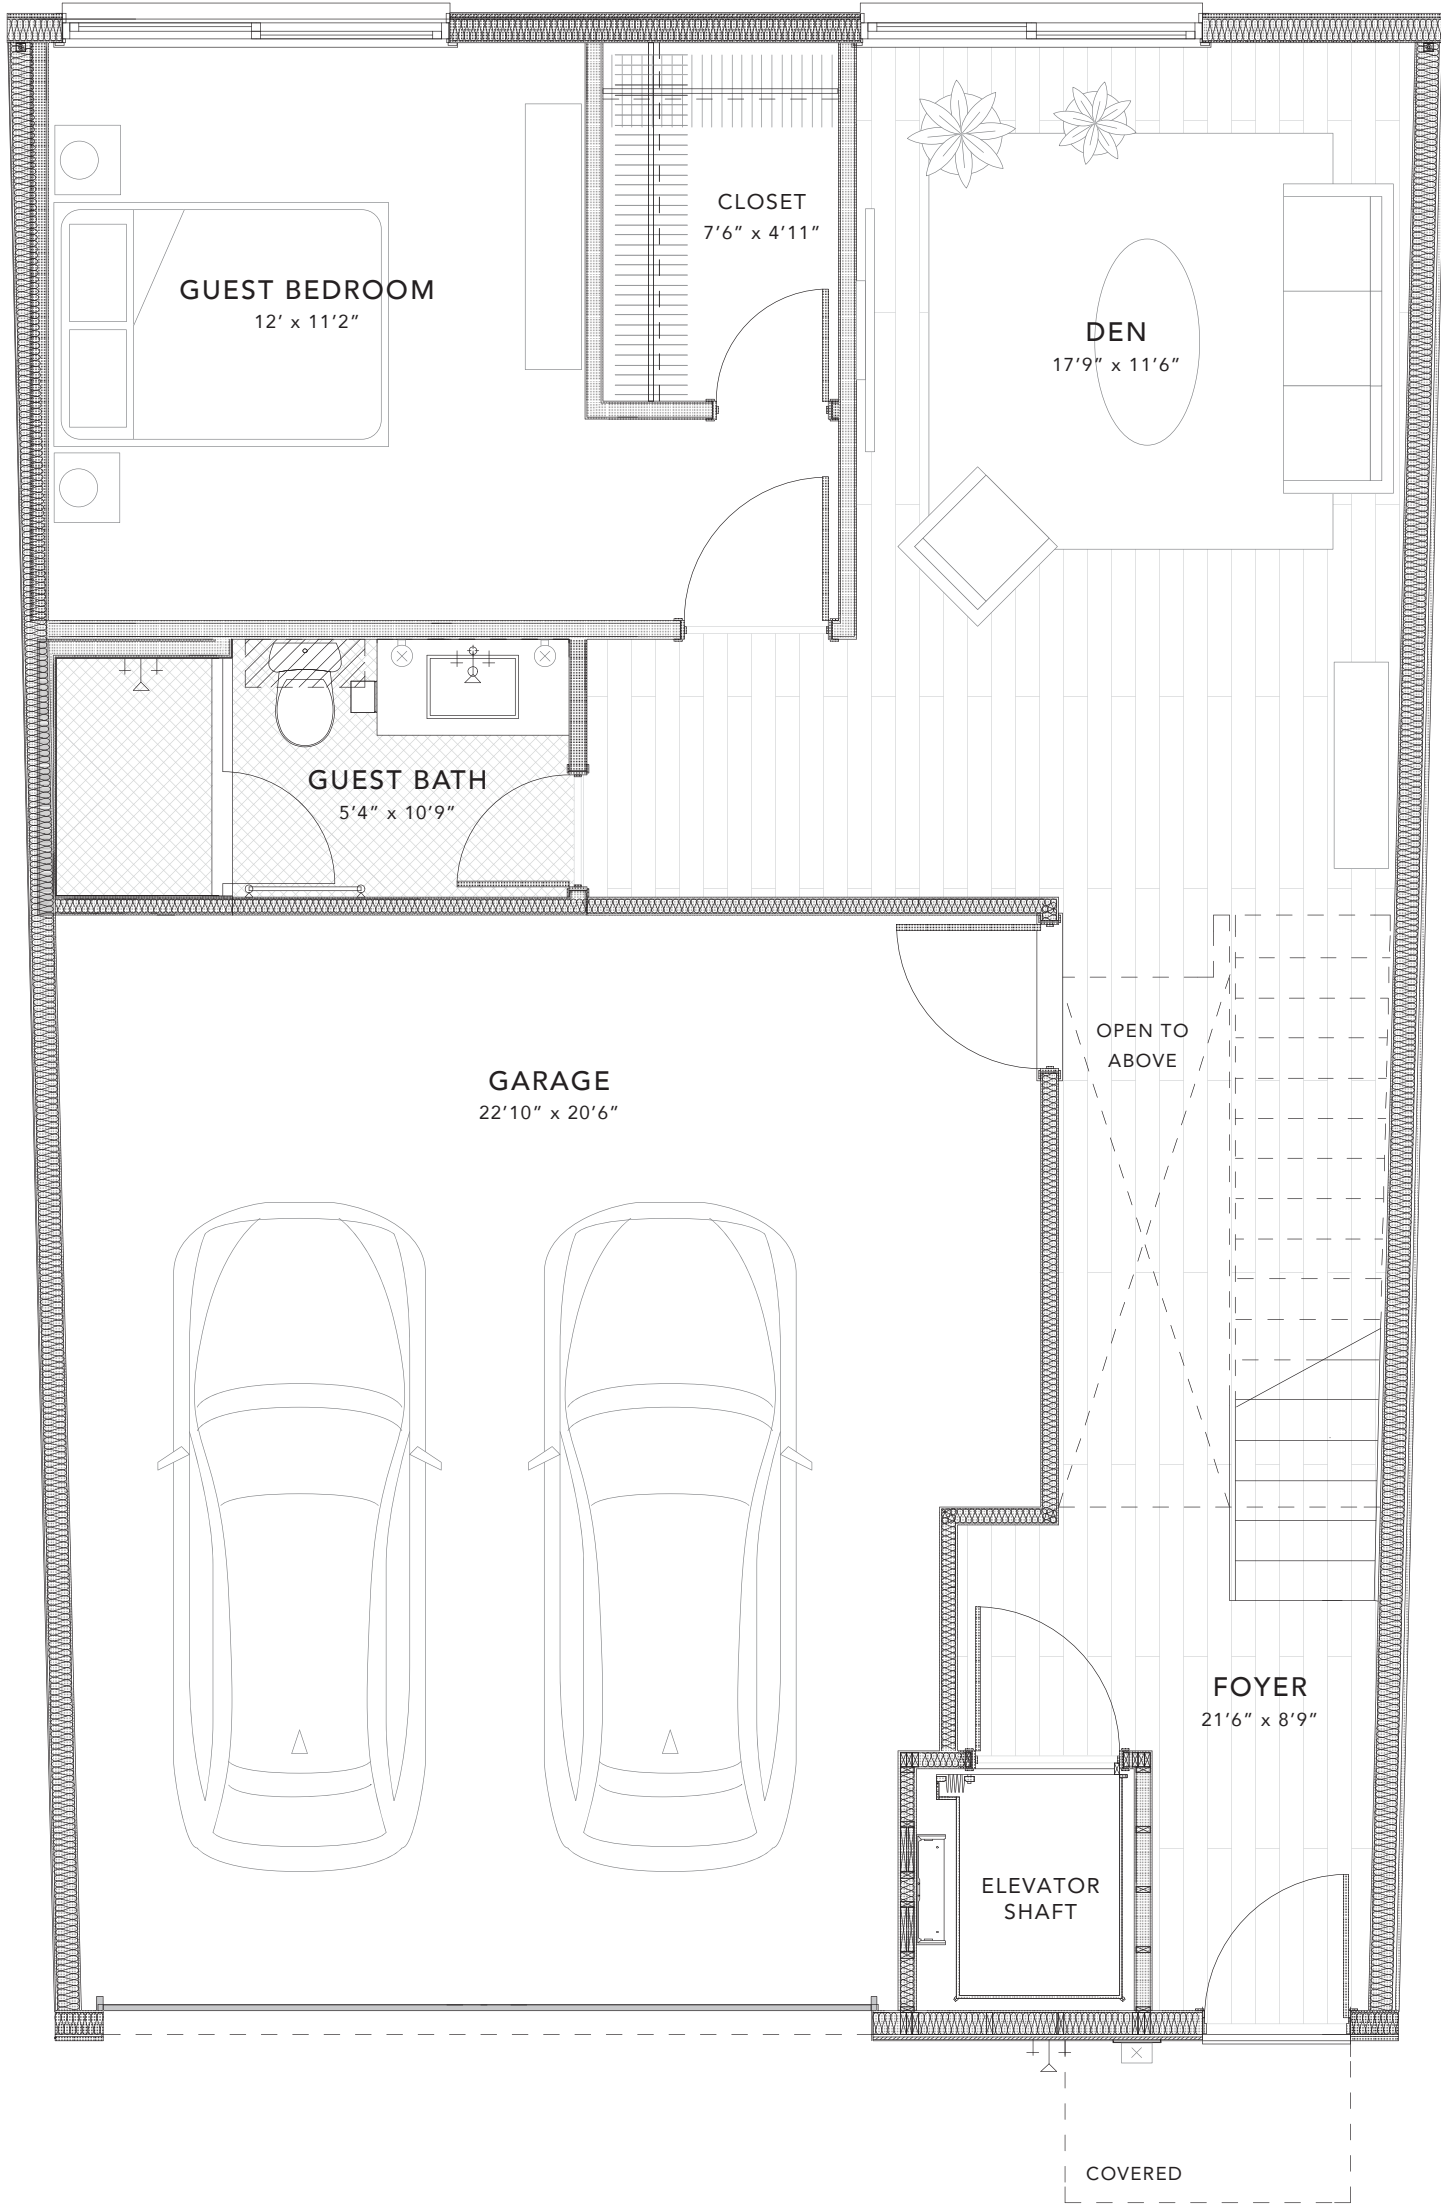 CLOSET
7’6” x 4’11”
GUEST BEDROOM
12’ x 11’2”
DEN
17’9” x 11’6”
GUEST BATH
5’4” x 10’9”
OPEN TO
ABOVE
GARAGE
22’10” x 20’6”
FOYER
21’6” x 8’9”
ELEVATOR
SHAFT
COVERED